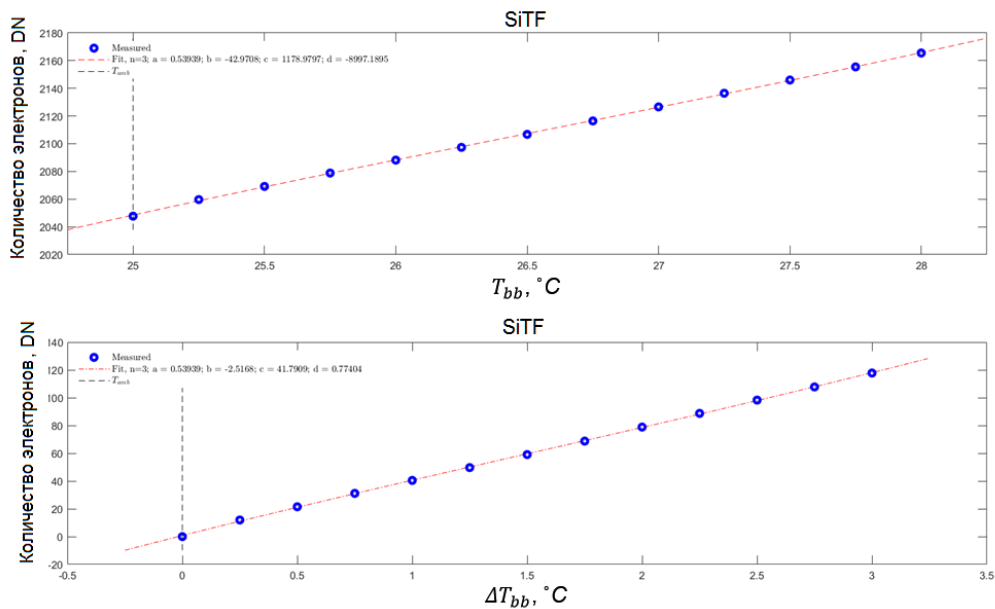 SiTF
Количество электронов, DN
2180
2160
2140
2120
2100
2080
2060
2040
2020
Measured
Fit, n=3; a = 0.53939; b = -42.9708; c = 1178.9797; d = -8997.1895
T_amb
25
25.5
26
26.5
27
27.5
28
T_bb, °C
SiTF
Количество электронов, DN
140
120
100
80
60
40
20
0
-20
Measured
Fit, n=3; a = 0.53939; b = -2.5168; c = 41.7909; d = 0.77404
T_amb
-0.5
0
0.5
1
1.5
2
2.5
3
3.5
ΔT_bb, °C